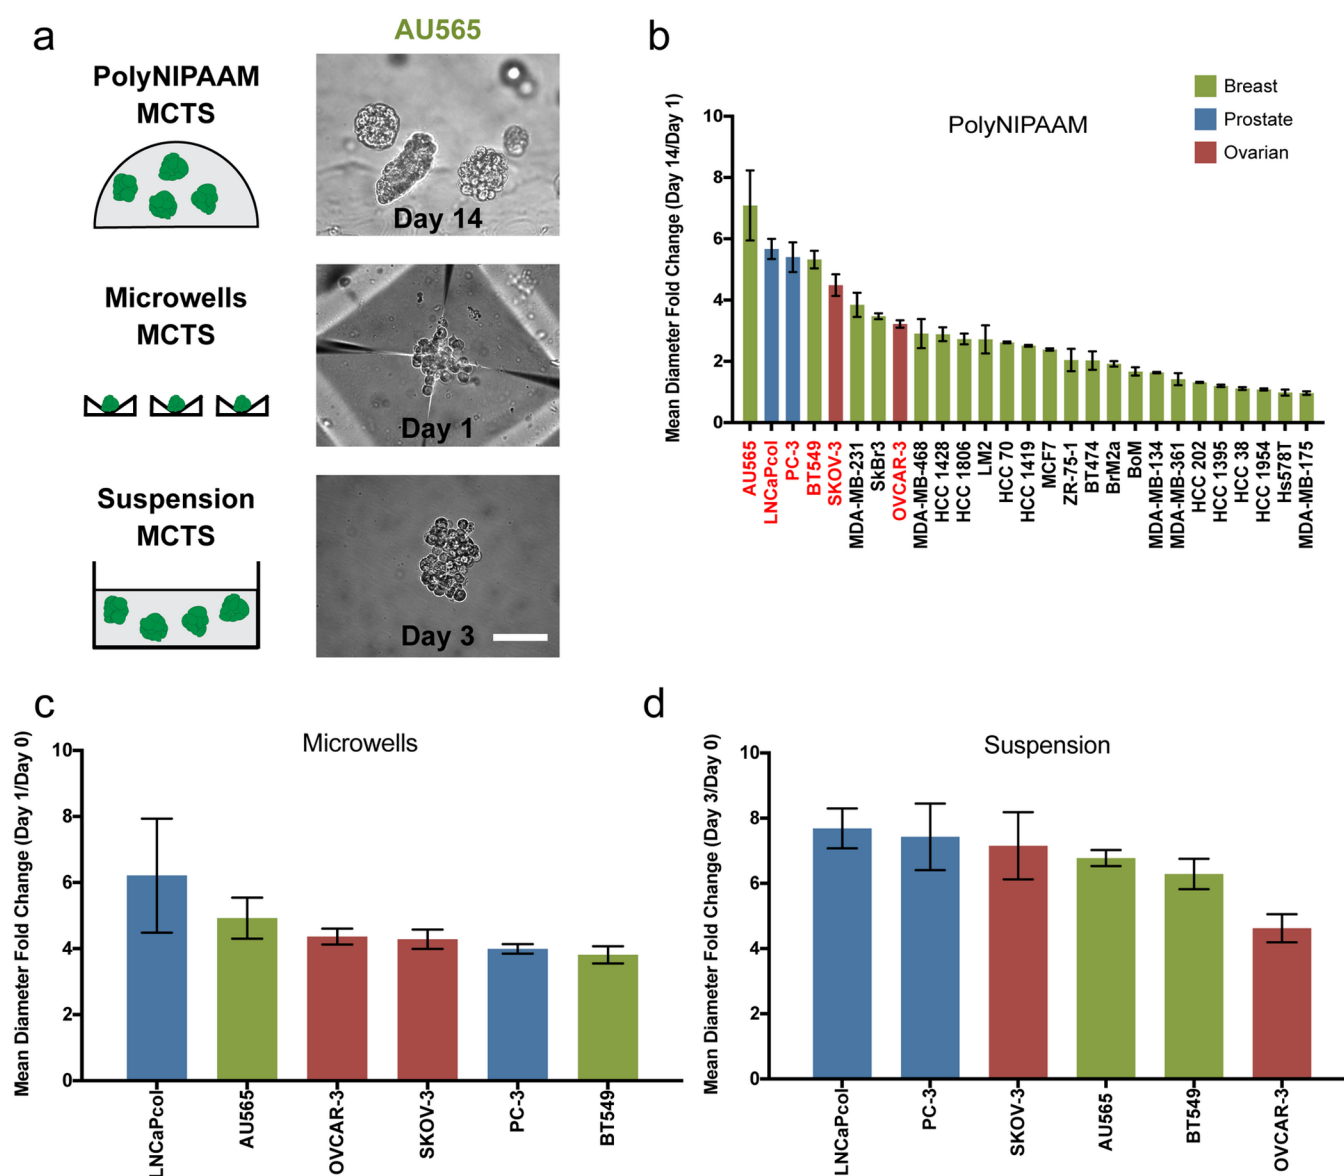 a
AU565
PolyNIPAAM
MCTS
Day 14
Microwells
MCTS
Day 1
Suspension
MCTS
Day 3
b
PolyNIPAAM
Breast
Prostate
Ovarian
Mean Diameter Fold Change (Day 14/Day 1)
10
8
6
4
2
0
AU565
LNCaPcol
PC-3
BT549
SKOV-3
MDA-MB-231
SkBr3
OVCAR-3
MDA-MB-468
HCC 1428
HCC 1806
LM2
HCC 70
HCC 1419
MCF7
ZR-75-1
BT474
BrM2a
BoM
MDA-MB-134
MDA-MB-361
HCC 202
HCC 1395
HCC 38
HCC 1954
Hs578T
MDA-MB-175
c
Microwells
Mean Diameter Fold Change (Day 1/Day 0)
10
8
6
4
2
0
LNCaPcol
AU565
OVCAR-3
SKOV-3
PC-3
BT549
d
Suspension
Mean Diameter Fold Change (Day 3/Day 0)
10
8
6
4
2
0
LNCaPcol
PC-3
SKOV-3
AU565
BT549
OVCAR-3